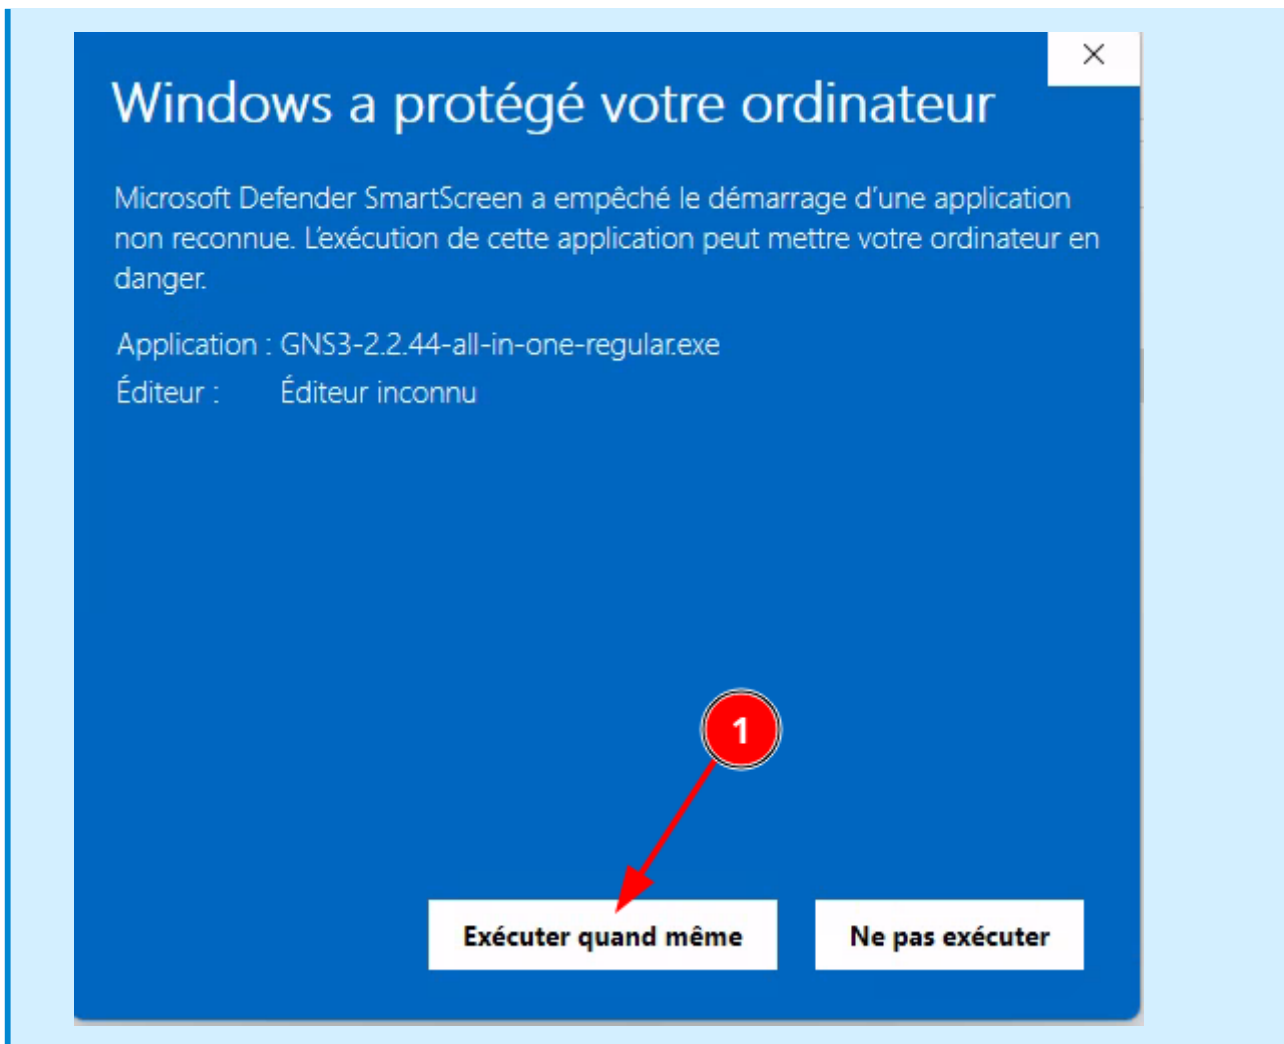 Windows a protégé votre ordinateur
Microsoft Defender SmartScreen a empêché le démarrage d’une application
non reconnue. L’exécution de cette application peut mettre votre ordinateur en
danger.
Application : GNS3-2.2.44-all-in-one-regular.exe
Éditeur : Éditeur inconnu
1
Exécuter quand même Ne pas exécuter